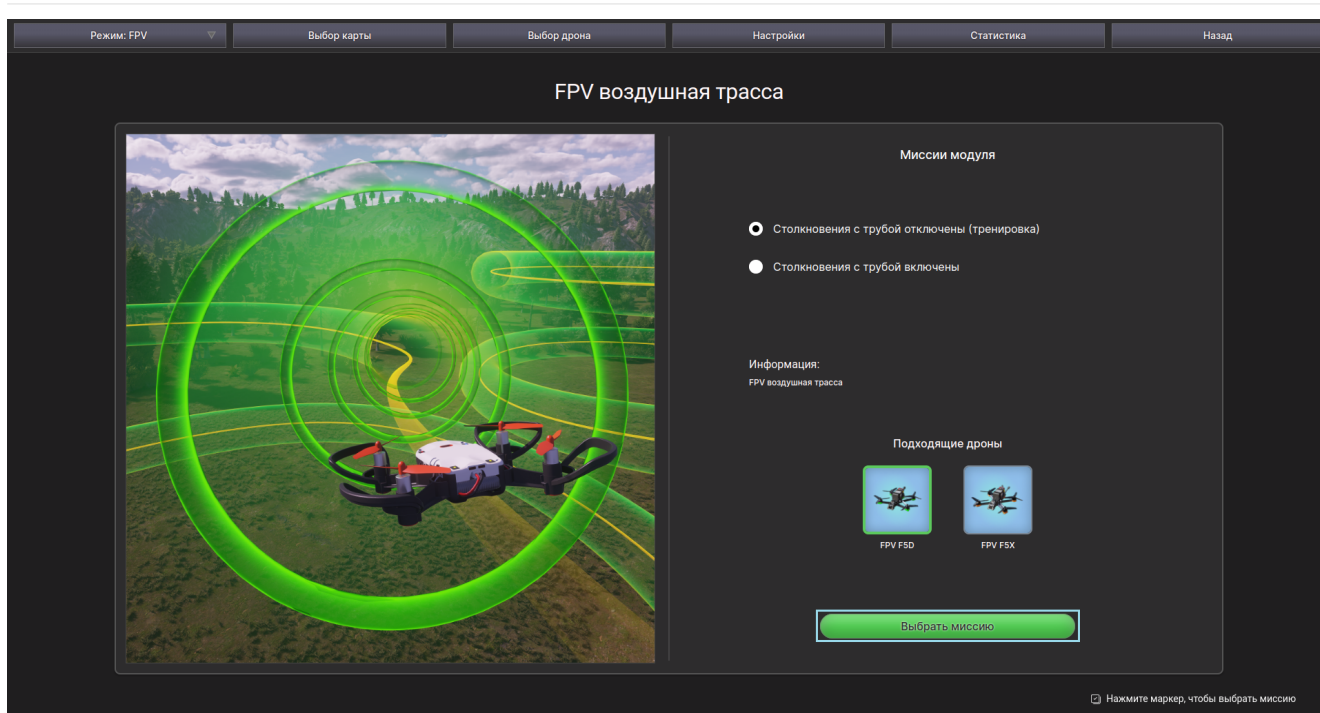 Режим: FPV
Выбор карты
Выбор дрона
Настройки
Статистика
Назад
FPV воздушная трасса
Миссии модуля
Столкновения с трубой отключены (тренировка)
Столкновения с трубой включены
Информация:
FPV воздушная трасса
Подходящие дроны
FPV F5D
FPV F5X
Выбрать миссию
Нажмите маркер, чтобы выбрать миссию